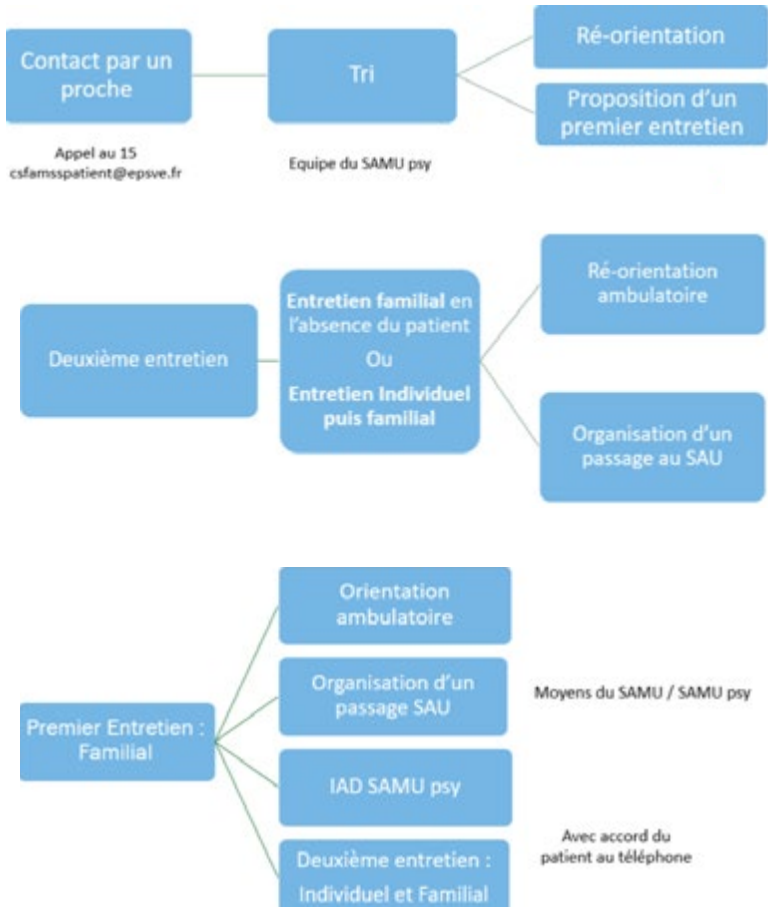 Contact par un
proche
Tri
Ré-orientation
Proposition d'un
premier entretien
Appel au 15
csfamsspatient@epsve.fr
Equipe du SAMU psy
Deuxième entretien
Entretien familial en
l'absence du patient
Ou
Entretien Individuel
puis familial
Ré-orientation
ambulatoire
Organisation d'un
passage au SAU
Premier Entretien :
Familial
Orientation
ambulatoire
Organisation d'un
passage SAU
Moyens du SAMU / SAMU psy
IAD SAMU psy
Deuxième entretien :
Individuel et Familial
Avec accord du
patient au téléphone